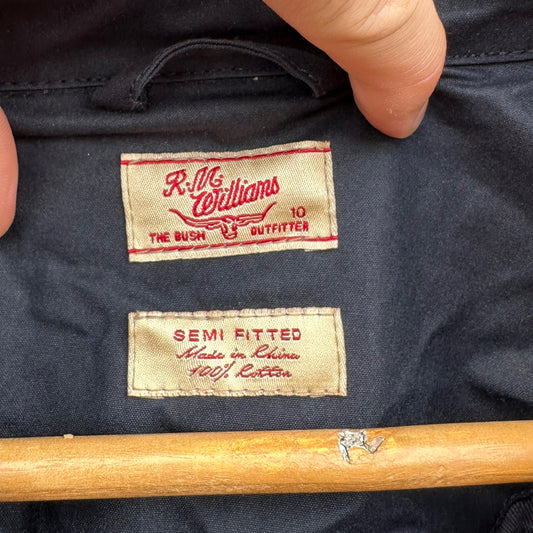 R.M.
Williams
10
THE BUSH OUTFITTER
SEMI FITTED
Made in China
100% Cotton